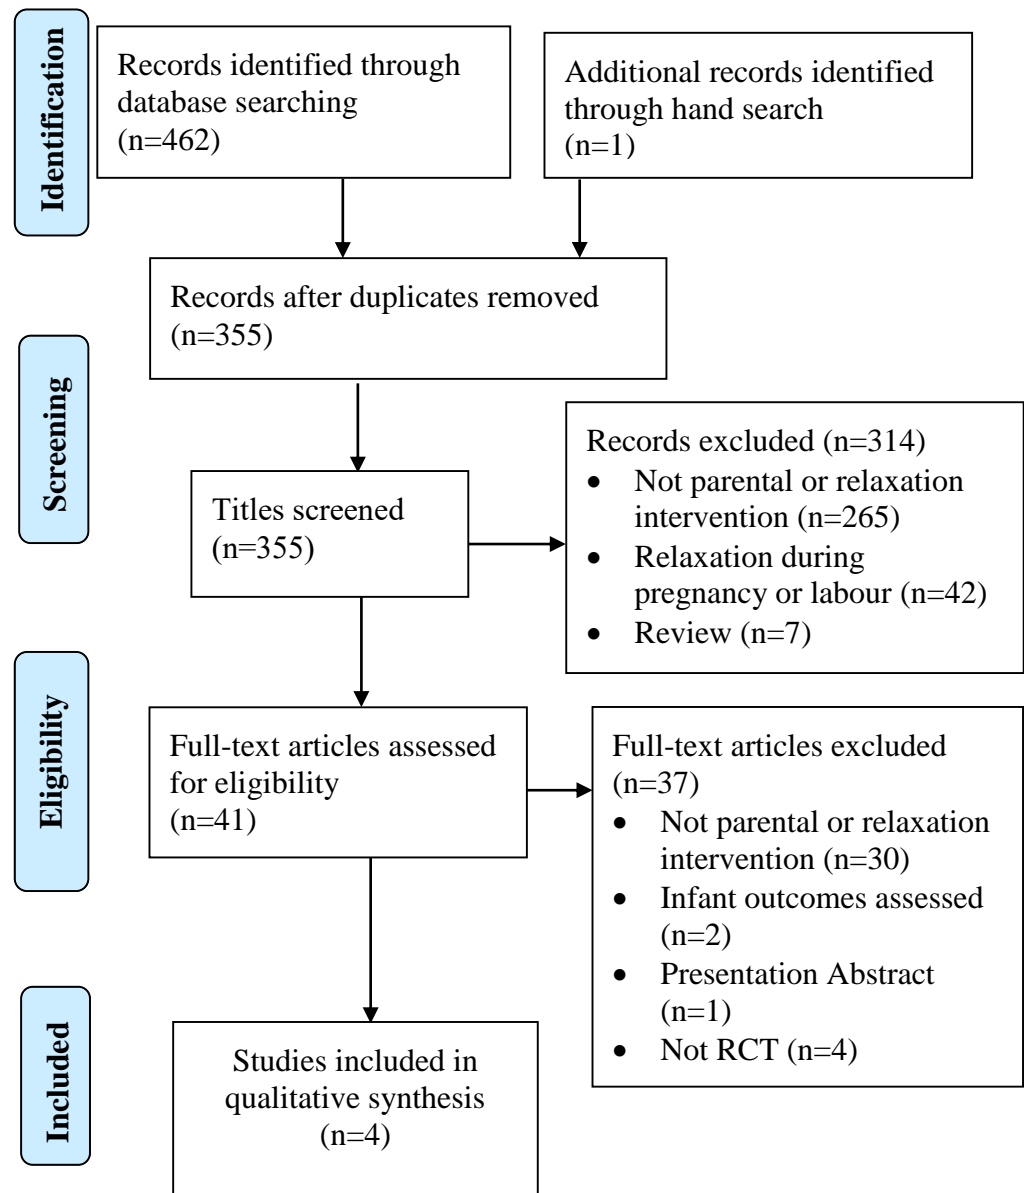 Identification
Records identified through
database searching
(n=462)
Additional records identified
through hand search
(n=1)
Records after duplicates removed
(n=355)
Screening
Titles screened
(n=355)
Records excluded (n=314)
• Not parental or relaxation
intervention (n=265)
• Relaxation during
pregnancy or labour (n=42)
• Review (n=7)
Eligibility
Full-text articles assessed
for eligibility
(n=41)
Full-text articles excluded
(n=37)
• Not parental or relaxation
intervention (n=30)
• Infant outcomes assessed
(n=2)
• Presentation Abstract
(n=1)
• Not RCT (n=4)
Included
Studies included in
qualitative synthesis
(n=4)